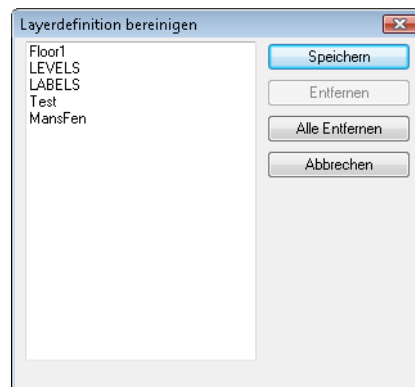 Layerdefinition bereinigen
Floor1
LEVELS
LABELS
Test
MansFen
Speichern
Entfernen
Alle Entfernen
Abbrechen